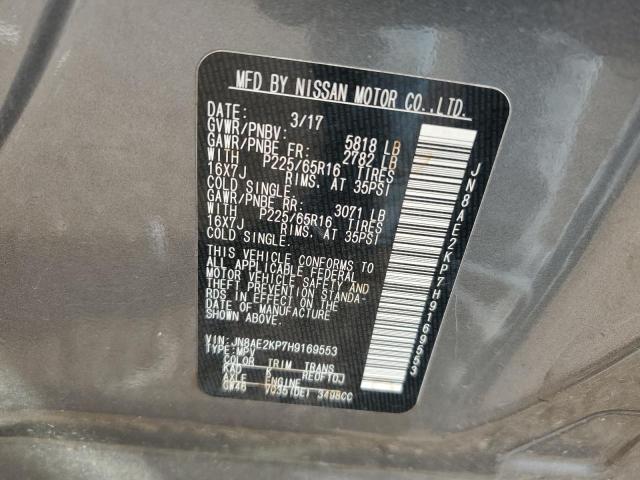 MFD BY NISSAN MOTOR CO.,LTD.
DATE: 3/17
GVWR/PNBV: 5818 LB
GAWR/PNBE FR: 2782 LB
WITH P225/65R16 TIRES
16X7J RIMS. AT 35PSI
COLD SINGLE.
GAWR/PNBE RR: 3071 LB
WITH P225/65R16 TIRES
16X7J RIMS. AT 35PSI
COLD SINGLE.
THIS VEHICLE CONFORMS TO
ALL APPLICABLE FEDERAL
MOTOR VEHICLE SAFETY AND
THEFT PREVENTION STANDA-
RDS IN EFFECT ON THE
DATE OF MANUFACTURE
SHOWN ABOVE.
VIN: JN8AE2KP7H9169553
TYPE: MPV
COLOR TRIM TRANS
KAD K RE0F10J
AXLE ENGINE
3498CC
JN8AE2KP7H9169553